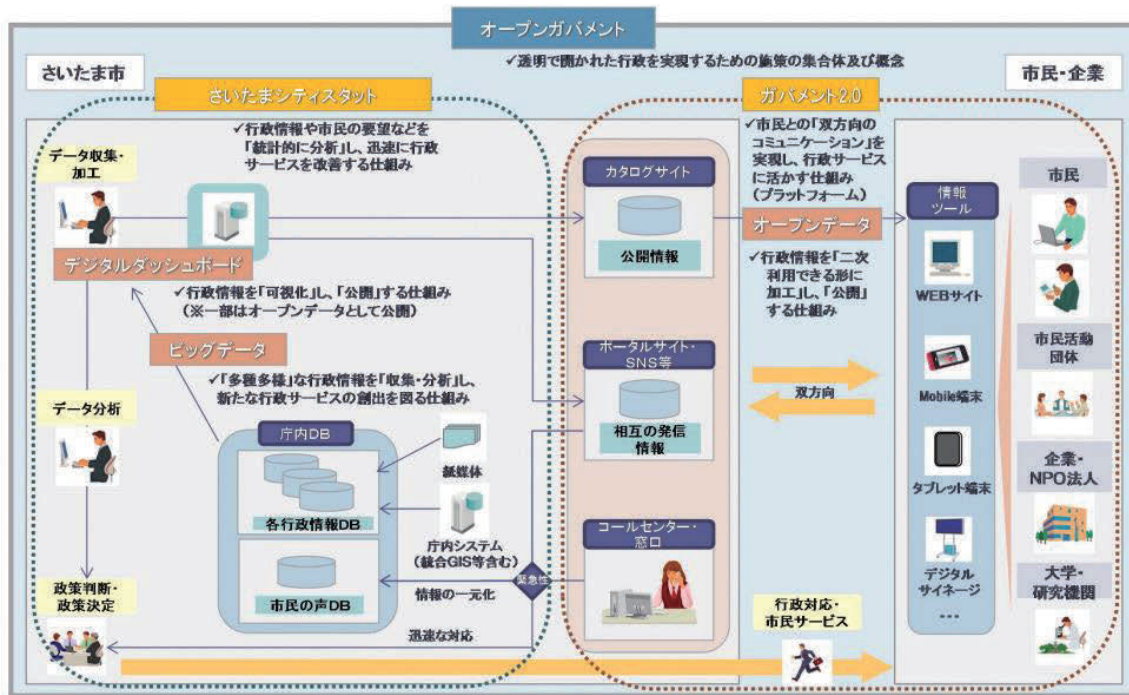 オープンガバメント
✓透明で開かれた行政を実現するための施策の集合体及び概念
さいたま市
市民・企業
さいたまシティスタット
✓行政情報や市民の要望などを
「統計的に分析」し、迅速に行政
サービスを改善する仕組み
データ収集・
加工
デジタルダッシュボード
✓行政情報を「可視化」し、「公開」する仕組み
(※一部はオープンデータとして公開)
ビッグデータ
✓「多種多様」な行政情報を「収集・分析」し、
新たな行政サービスの創出を図る仕組み
データ分析
庁内DB
各行政情報DB
市民の声DB
紙媒体
庁内システム
(統合GIS等含む)
緊急性
情報の一元化
迅速な対応
政策判断・
政策決定
ガバメント2.0
✓市民との「双方向の
コミュニケーション」を
実現し、行政サービス
に活かす仕組み
(プラットフォーム)
カタログサイト
公開情報
オープンデータ
✓行政情報を「二次
利用できる形に
加工」し、「公開」
する仕組み
ポータルサイト・
SNS等
相互の発信
情報
双方向
コールセンター・
窓口
行政対応・
市民サービス
情報
ツール
WEBサイト
Mobile端末
タブレット端末
デジタル
サイネージ
・・・
市民
市民活動
団体
企業・
NPO法人
大学・
研究機関